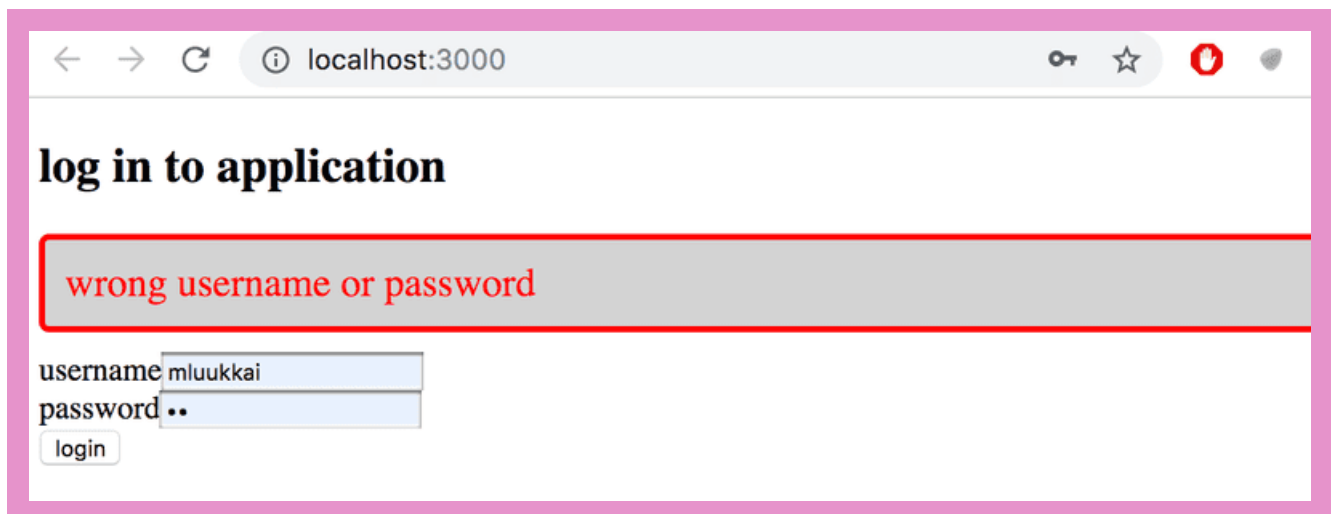 localhost:3000
log in to application
wrong username or password
username mluukkai
password ••
login